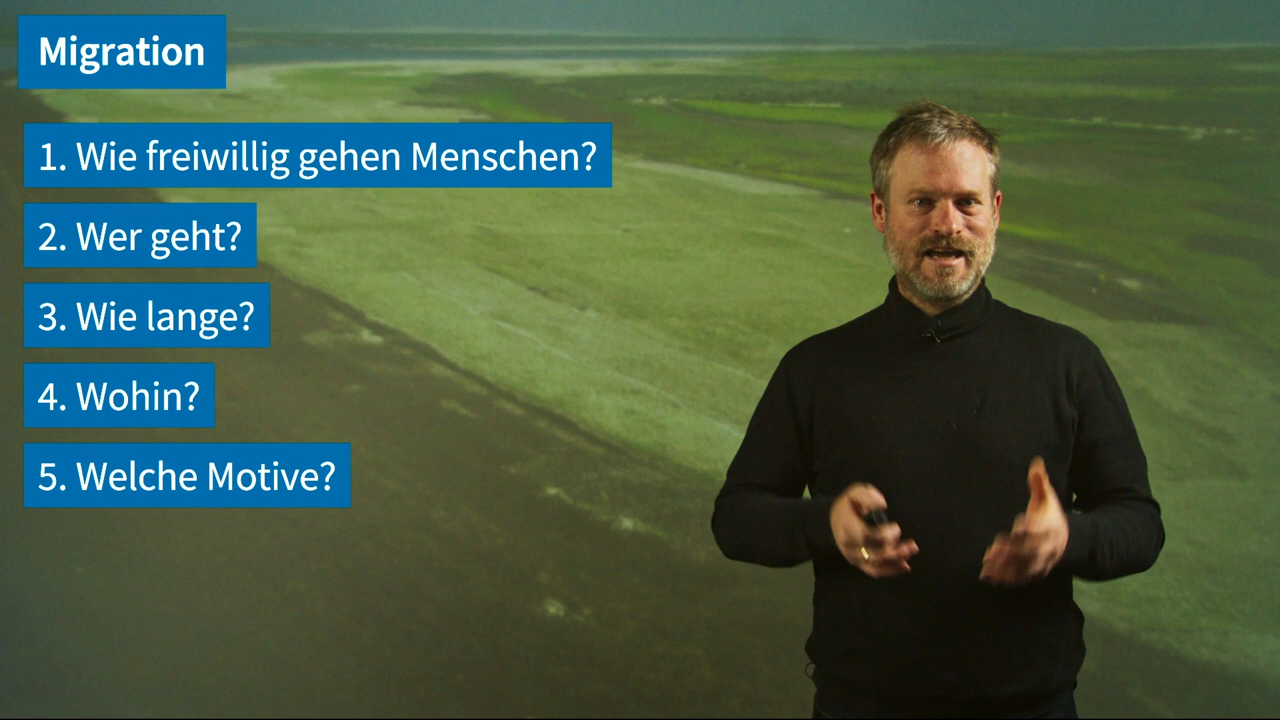 Migration
1. Wie freiwillig gehen Menschen?
2. Wer geht?
3. Wie lange?
4. Wohin?
5. Welche Motive?